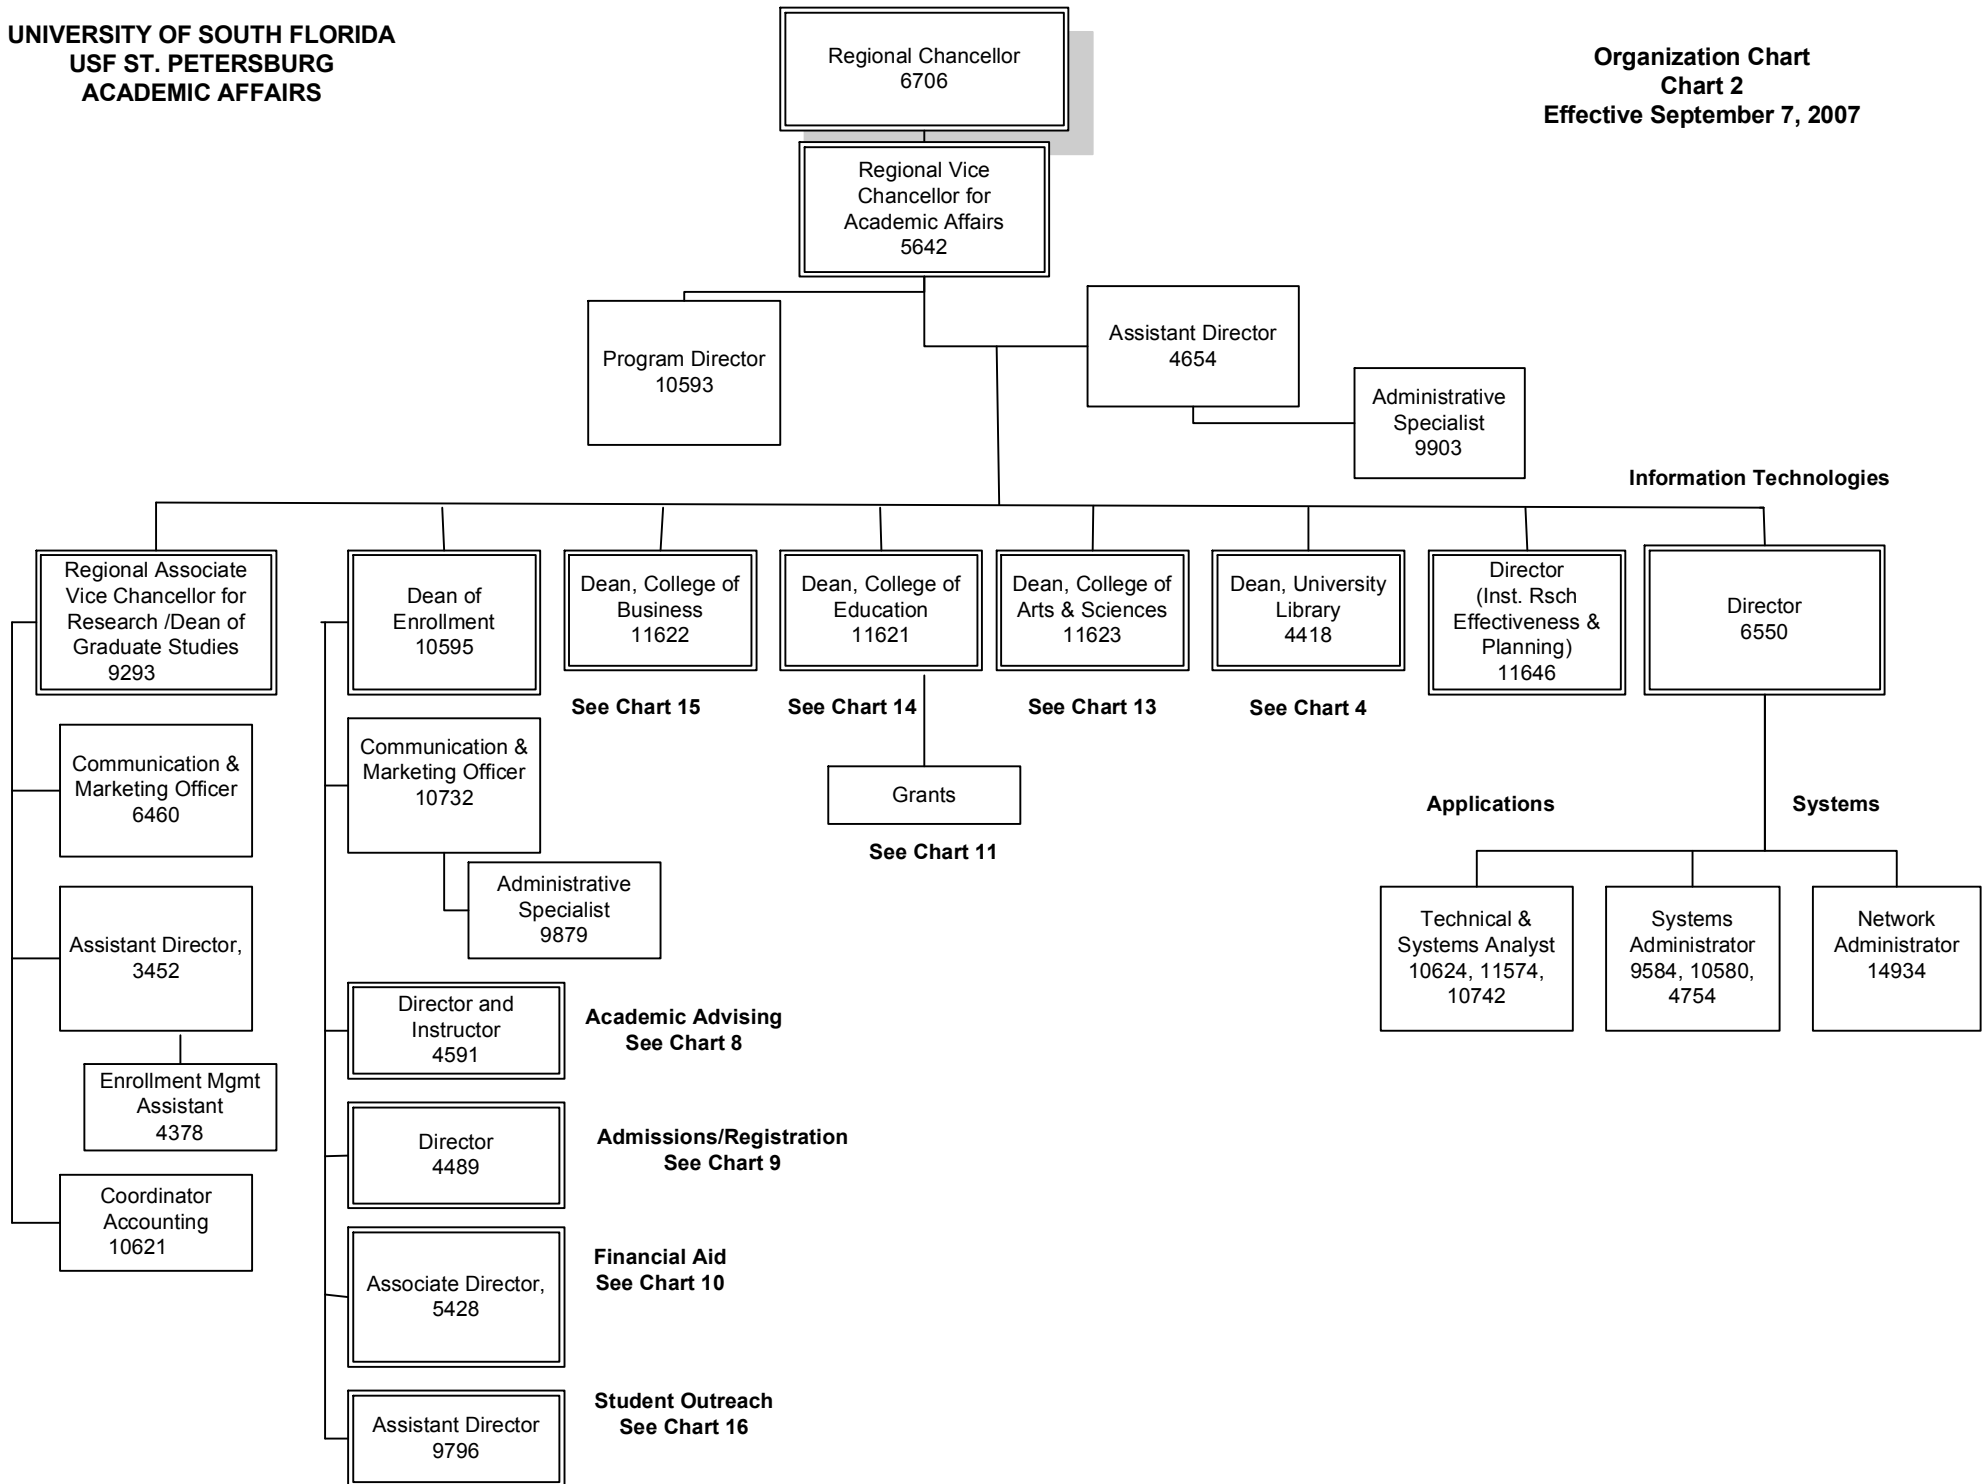 UNIVERSITY OF SOUTH FLORIDA
USF ST. PETERSBURG
ACADEMIC AFFAIRS
Regional Chancellor
6706
Organization Chart
Chart 2
Effective September 7, 2007
Regional Vice
Chancellor for
Academic Affairs
5642
Program Director
10593
Assistant Director
4654
Administrative
Specialist
9903
Information Technologies
Regional Associate
Vice Chancellor for
Research /Dean of
Graduate Studies
9293
Dean of
Enrollment
10595
Dean, College of
Business
11622
Dean, College of
Education
11621
Dean, College of
Arts & Sciences
11623
Dean, University
Library
4418
Director
(Inst. Rsch
Effectiveness &
Planning)
11646
Director
6550
See Chart 15
See Chart 14
See Chart 13
See Chart 4
Communication &
Marketing Officer
6460
Communication &
Marketing Officer
10732
Grants
See Chart 11
Applications
Systems
Administrative
Specialist
9879
Assistant Director,
3452
Technical &
Systems Analyst
10624, 11574,
10742
Systems
Administrator
9584, 10580,
4754
Network
Administrator
14934
Director and
Instructor
4591
Academic Advising
See Chart 8
Enrollment Mgmt
Assistant
4378
Director
4489
Admissions/Registration
See Chart 9
Coordinator
Accounting
10621
Associate Director,
5428
Financial Aid
See Chart 10
Assistant Director
9796
Student Outreach
See Chart 16